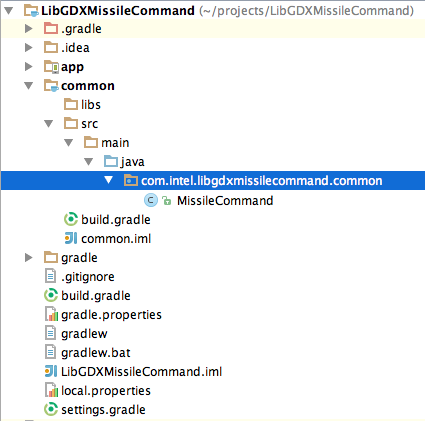 LibGDXMissileCommand (~/projects/LibGDXMissileCommand)
.gradle
.idea
app
common
libs
src
main
java
com.intel.libgdxmissilecommand.common
MissileCommand
build.gradle
common.iml
gradle
.gitignore
build.gradle
gradle.properties
gradlew
gradlew.bat
LibGDXMissileCommand.iml
local.properties
settings.gradle